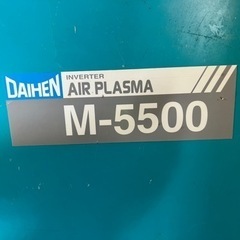 DAIHEN
INVERTER
AIR PLASMA
M-5500